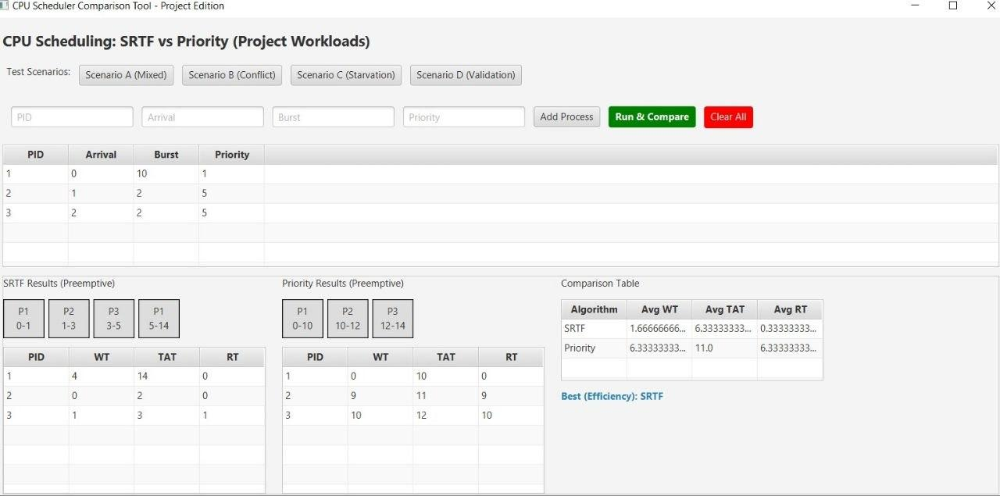 CPU Scheduler Comparison Tool - Project Edition
CPU Scheduling: SRTF vs Priority (Project Workloads)
Test Scenarios: Scenario A (Mixed) Scenario B (Conflict) Scenario C (Starvation) Scenario D (Validation)
PID Arrival Burst Priority Add Process Run & Compare Clear All
PID Arrival Burst Priority
1 0 10 1
2 1 2 5
3 2 2 5
SRTF Results (Preemptive)
P1 P2 P3 P1
0-1 1-3 3-5 5-14
PID WT TAT RT
1 4 14 0
2 0 2 0
3 1 3 1
Priority Results (Preemptive)
P1 P2 P3
0-10 10-12 12-14
PID WT TAT RT
1 0 10 0
2 9 11 9
3 10 12 10
Comparison Table
Algorithm Avg WT Avg TAT Avg RT
SRTF 1.66666666... 6.33333333... 0.33333333...
Priority 6.33333333... 11.0 6.33333333...
Best (Efficiency): SRTF